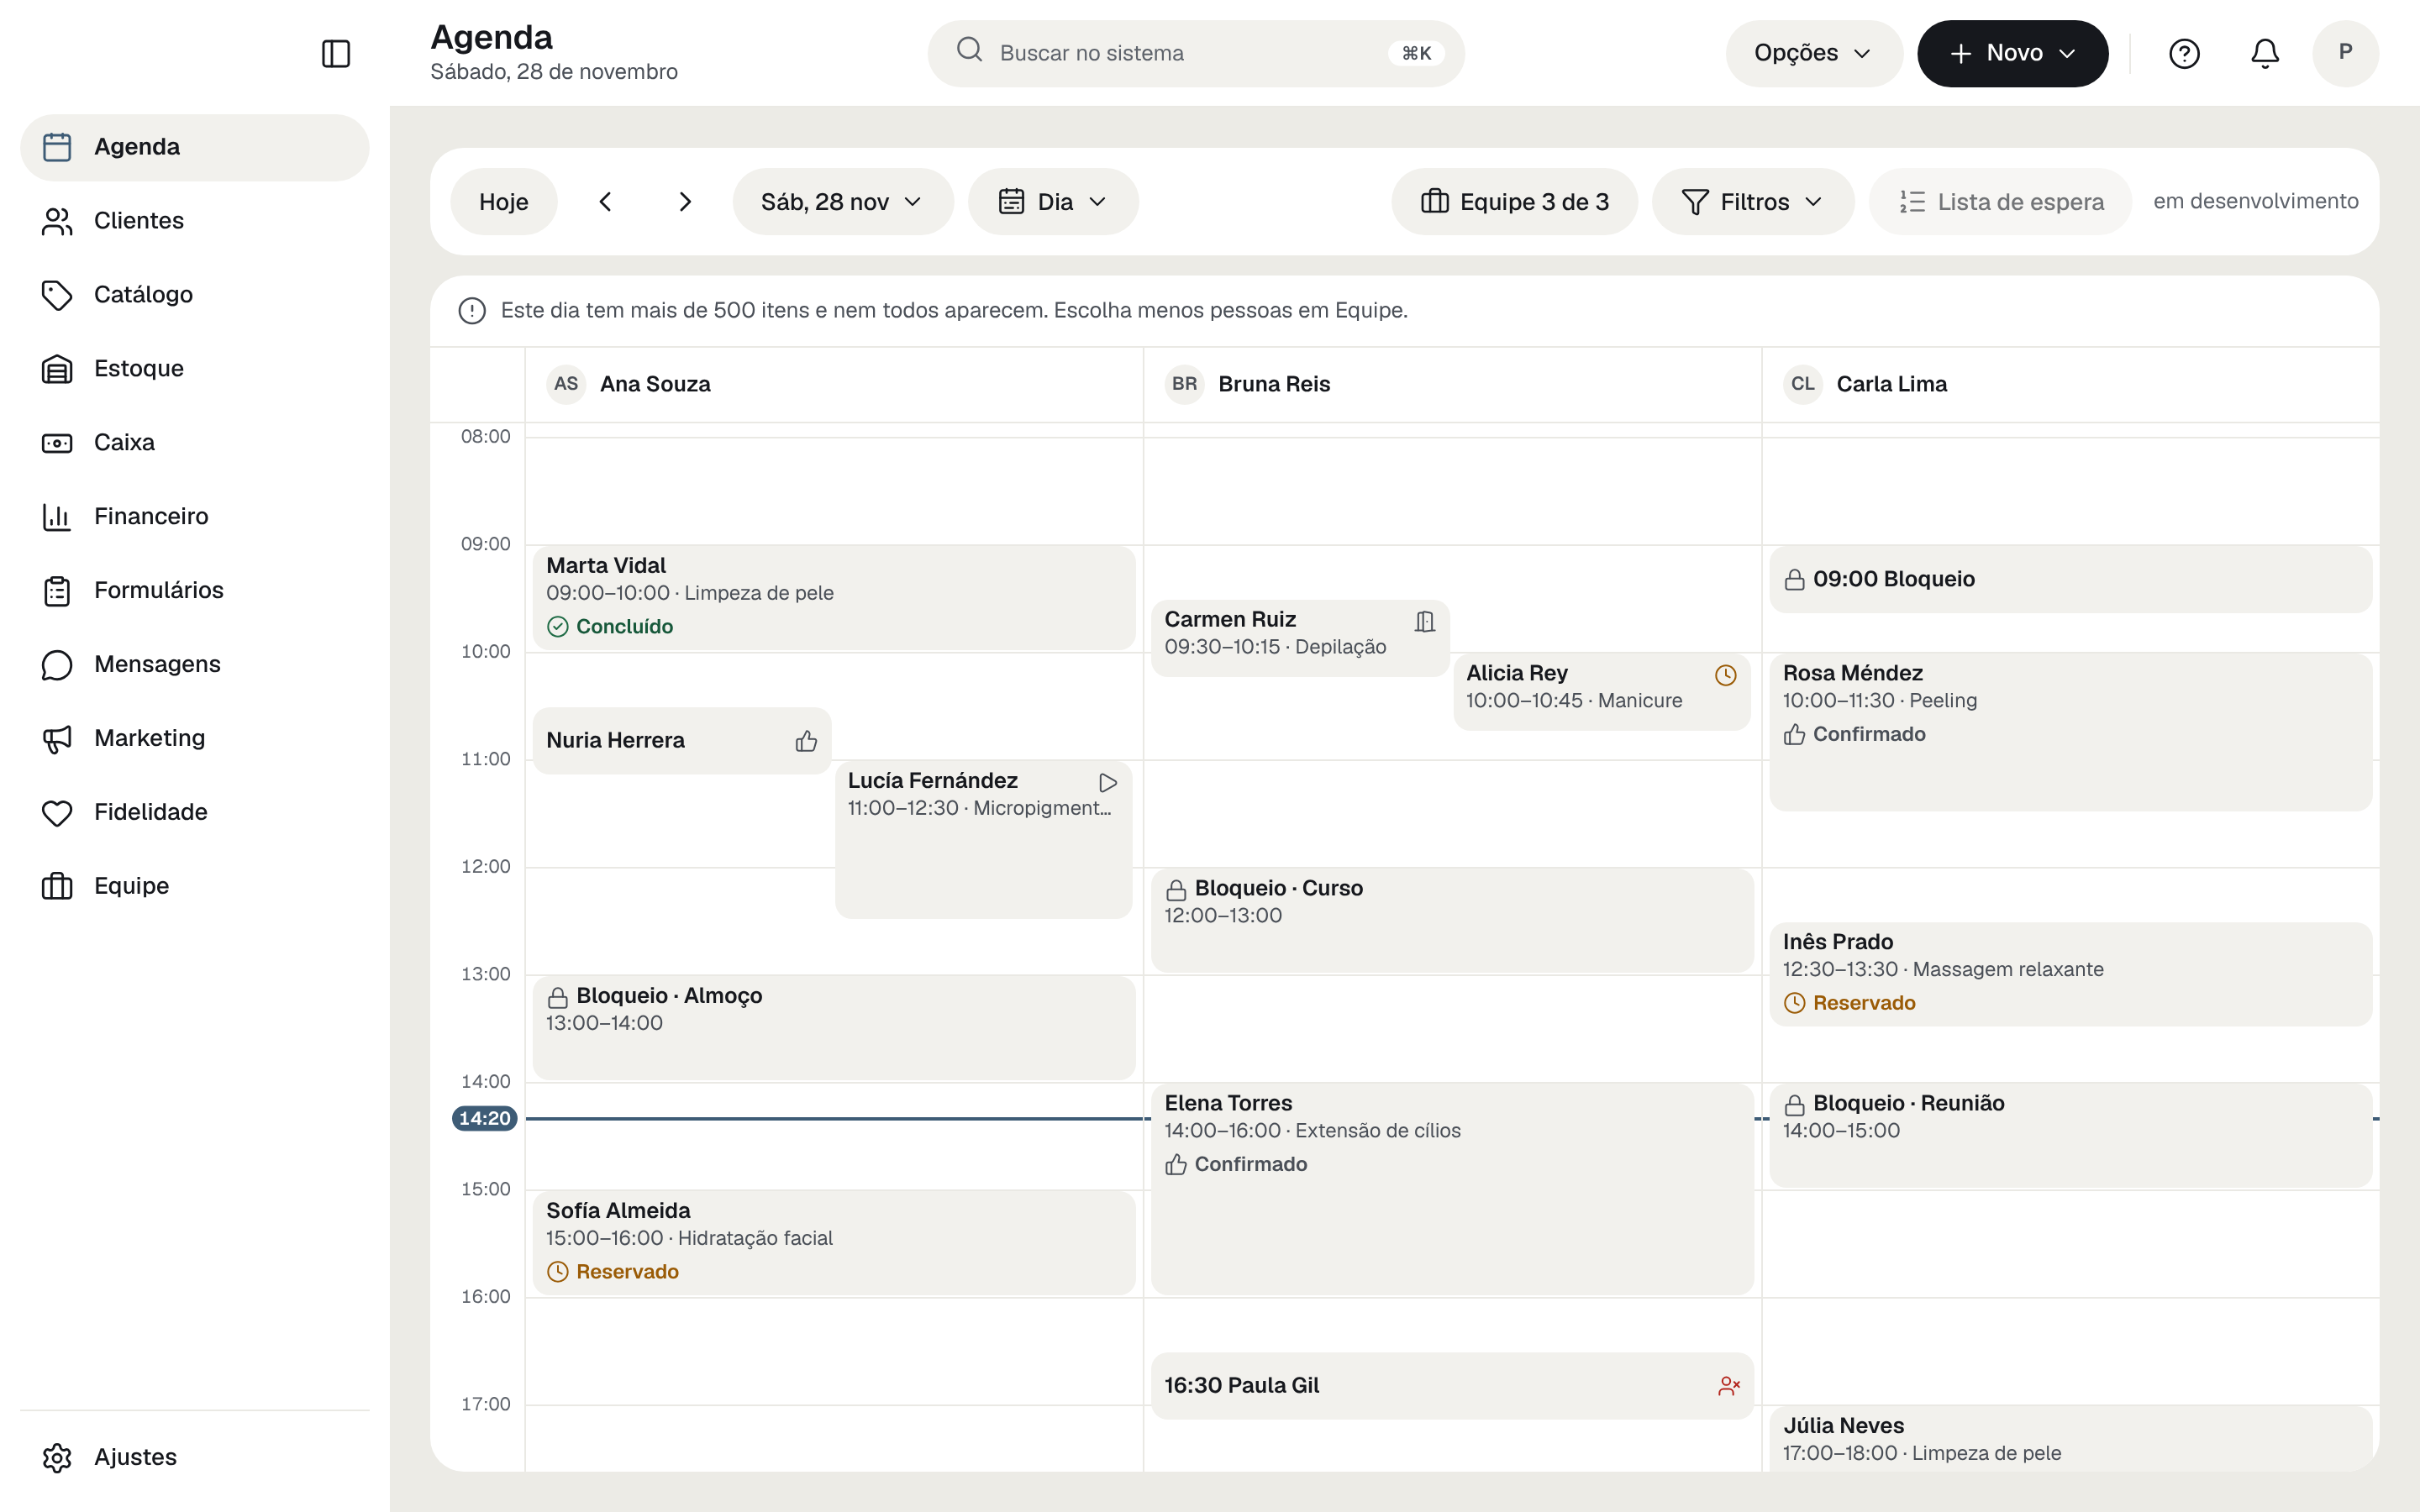 Agenda
Sábado, 28 de novembro
Buscar no sistema
⌘K
Opções
Novo
P
Agenda
Clientes
Catálogo
Estoque
Caixa
Financeiro
Formulários
Mensagens
Marketing
Fidelidade
Equipe
Ajustes
Hoje
Sáb, 28 nov
Dia
Equipe 3 de 3
Filtros
Lista de espera
em desenvolvimento
Este dia tem mais de 500 itens e nem todos aparecem. Escolha menos pessoas em Equipe.
AS Ana Souza
BR Bruna Reis
CL Carla Lima
08:00
09:00
10:00
11:00
12:00
13:00
14:00
14:20
15:00
16:00
17:00
Marta Vidal
09:00–10:00 · Limpeza de pele
Concluído
Nuria Herrera
Lucía Fernández
11:00–12:30 · Micropigment...
Bloqueio · Almoço
13:00–14:00
Sofía Almeida
15:00–16:00 · Hidratação facial
Reservado
Carmen Ruiz
09:30–10:15 · Depilação
Alicia Rey
10:00–10:45 · Manicure
Bloqueio · Curso
12:00–13:00
Elena Torres
14:00–16:00 · Extensão de cílios
Confirmado
16:30 Paula Gil
09:00 Bloqueio
Rosa Méndez
10:00–11:30 · Peeling
Confirmado
Inês Prado
12:30–13:30 · Massagem relaxante
Reservado
Bloqueio · Reunião
14:00–15:00
Júlia Neves
17:00–18:00 · Limpeza de pele